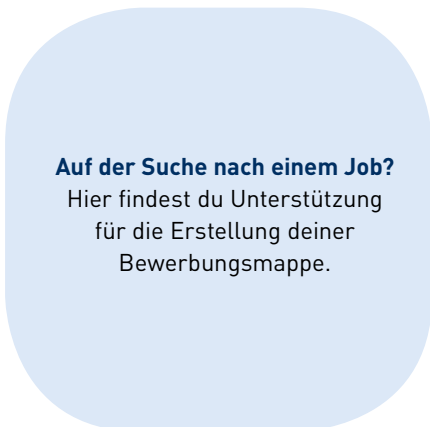 Auf der Suche nach einem Job?
Hier findest du Unterstützung
für die Erstellung deiner
Bewerbungsmappe.